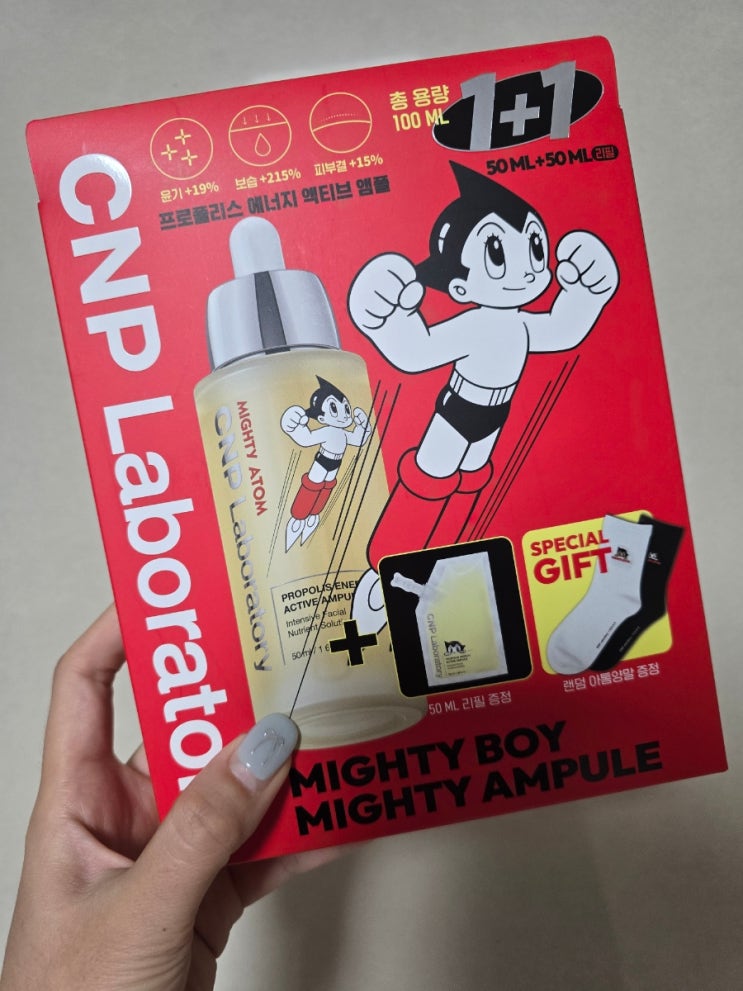 CNP Laborato
총 용량
100 ML
1+1
50 ML+50 ML 리필
윤기 +19%
보습 +215%
피부결 +15%
프로폴리스 에너지 액티브 앰플
MIGHTY ATOM
CNP Laboratory
PROPOLIS ENER
ACTIVE AMPU
Intensive Facial
Nutrient Solut
50ml / 1.6
+
CNP Laboratory
50 ML 리필 증정
SPECIAL
GIFT
랜덤 아톰양말 증정
MIGHTY BOY
MIGHTY AMPULE